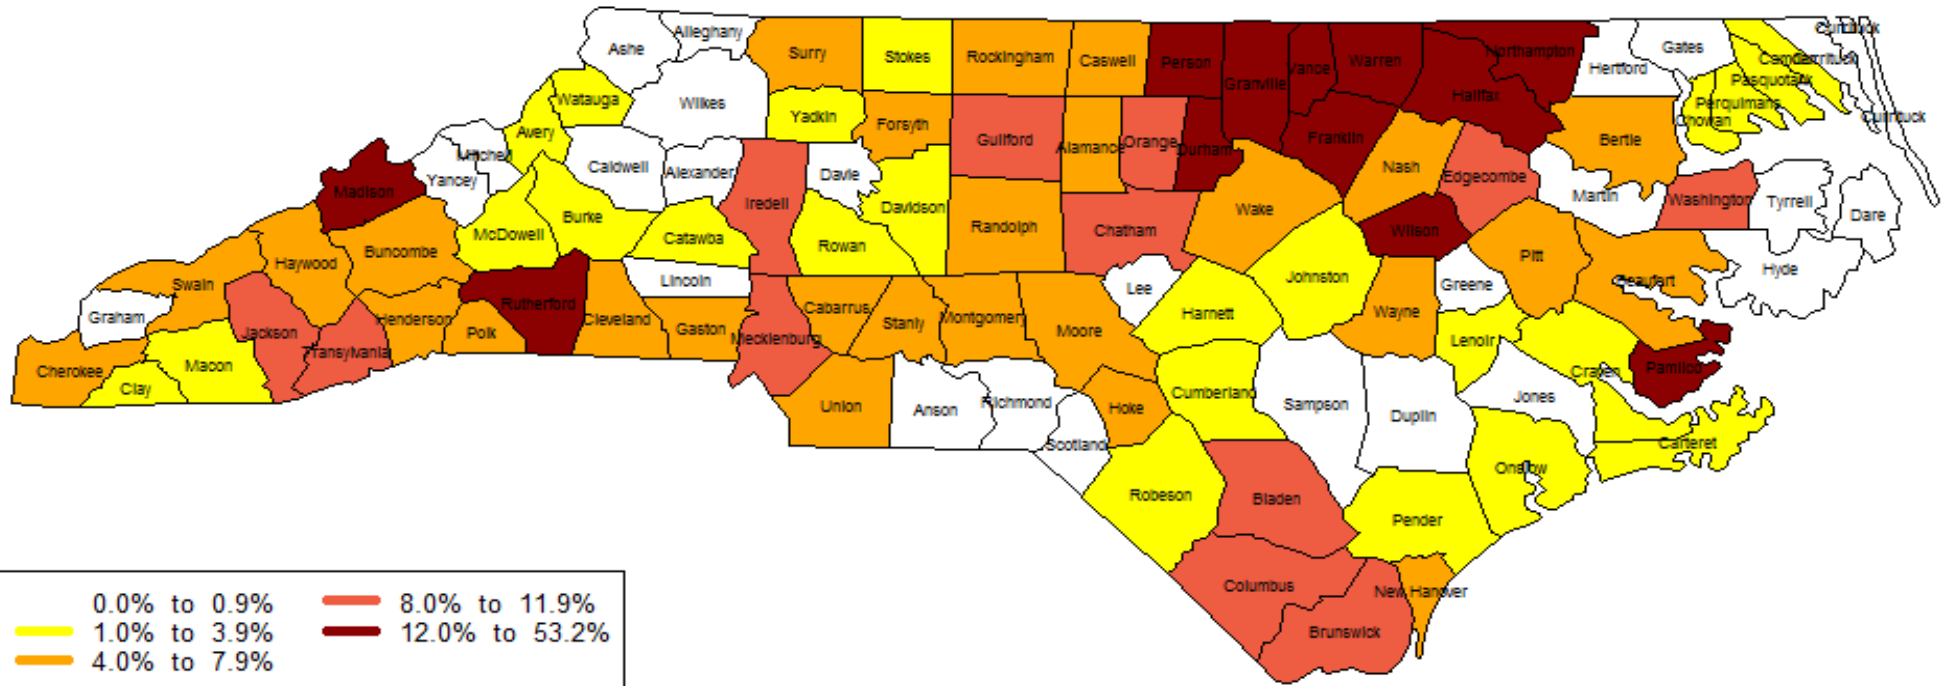 Ashe
Alleghany
Surry
Stokes
Rockingham
Caswell
Person
Granville
Vance
Warren
Northampton
Hertford
Gates
Currituck
Camden
Currituck
Pasquotank
Perquimans
Chowan
Currituck
Watauga
Wilkes
Yadkin
Forsyth
Guilford
Alamance
Orange
Durham
Franklin
Halifax
Nash
Edgecombe
Bertie
Martin
Washington
Tyrrell
Dare
Hyde
Avery
Mitchell
Yancey
Caldwell
Alexander
Davie
Iredell
Davidson
Randolph
Chatham
Wake
Wilson
Pitt
Beaufort
Madison
McDowell
Burke
Catawba
Rowan
Johnston
Greene
Swain
Haywood
Buncombe
Rutherford
Lincoln
Cabarrus
Stanly
Montgomery
Moore
Lee
Harnett
Wayne
Lenoir
Craven
Pamlico
Graham
Jackson
Transylvania
Henderson
Polk
Cleveland
Gaston
Mecklenburg
Cherokee
Clay
Macon
Union
Anson
Richmond
Scotland
Hoke
Cumberland
Sampson
Duplin
Jones
Carteret
Onslow
Robeson
Bladen
Pender
Columbus
New Hanover
Brunswick
0.0% to 0.9%
1.0% to 3.9%
4.0% to 7.9%
8.0% to 11.9%
12.0% to 53.2%